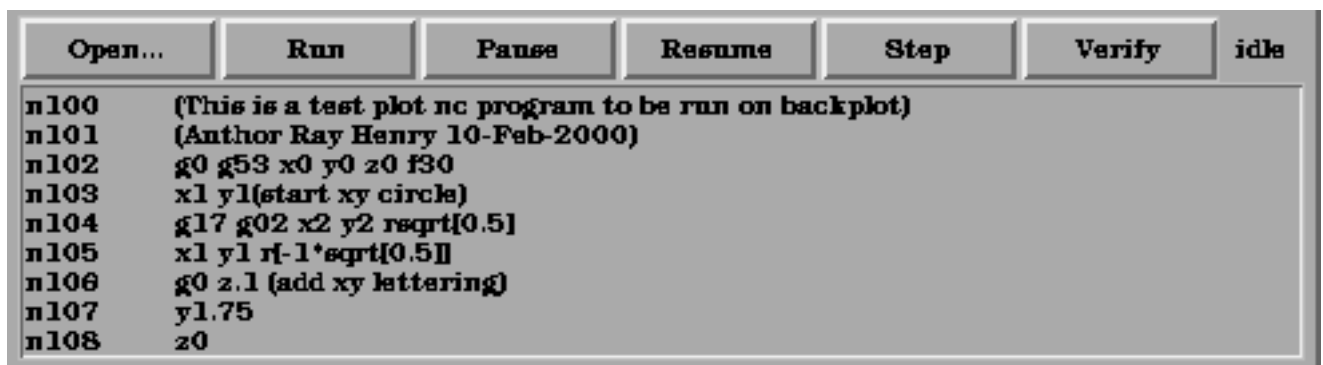 Open... Run Pause Resume Step Verify idle
n100 (This is a test plot nc program to be run on backplot)
n101 (Author Ray Henry 10-Feb-2000)
n102 g0 g53 x0 y0 z0 f30
n103 x1 y1(start xy circle)
n104 g17 g02 x2 y2 rsqrt[0.5]
n105 x1 y1 r[-1*sqrt[0.5]]
n106 g0 z.1 (add xy lettering)
n107 y1.75
n108 z0